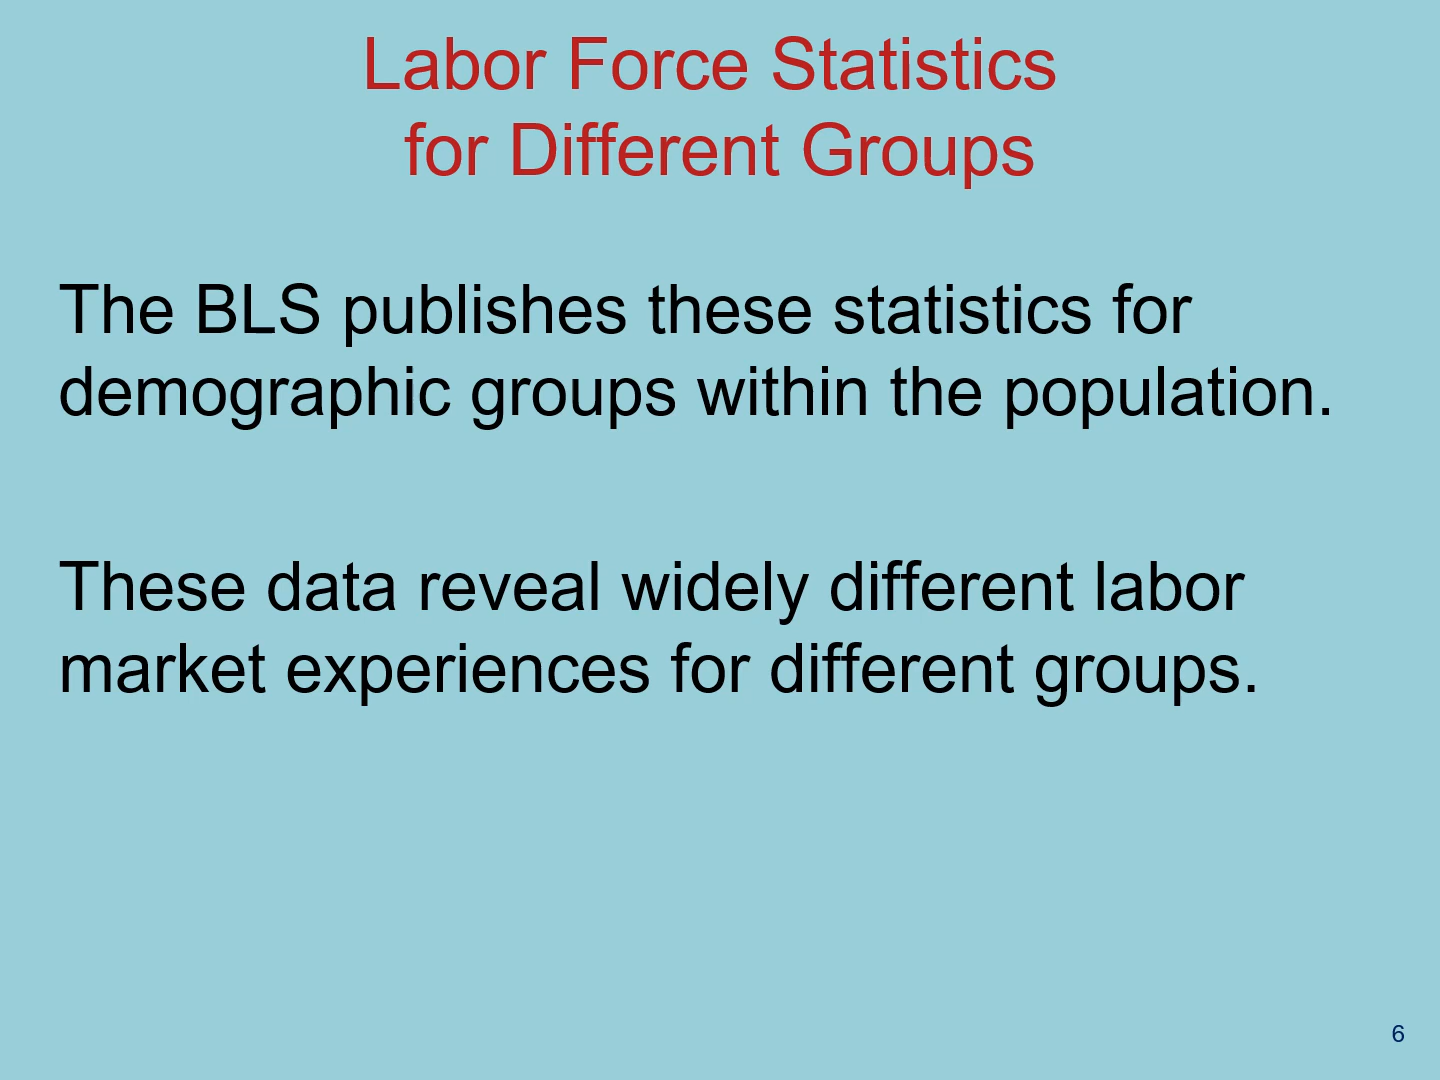 Labor Force Statistics
for Different Groups
The BLS publishes these statistics for
demographic groups within the population.
These data reveal widely different labor
market experiences for different groups.
6